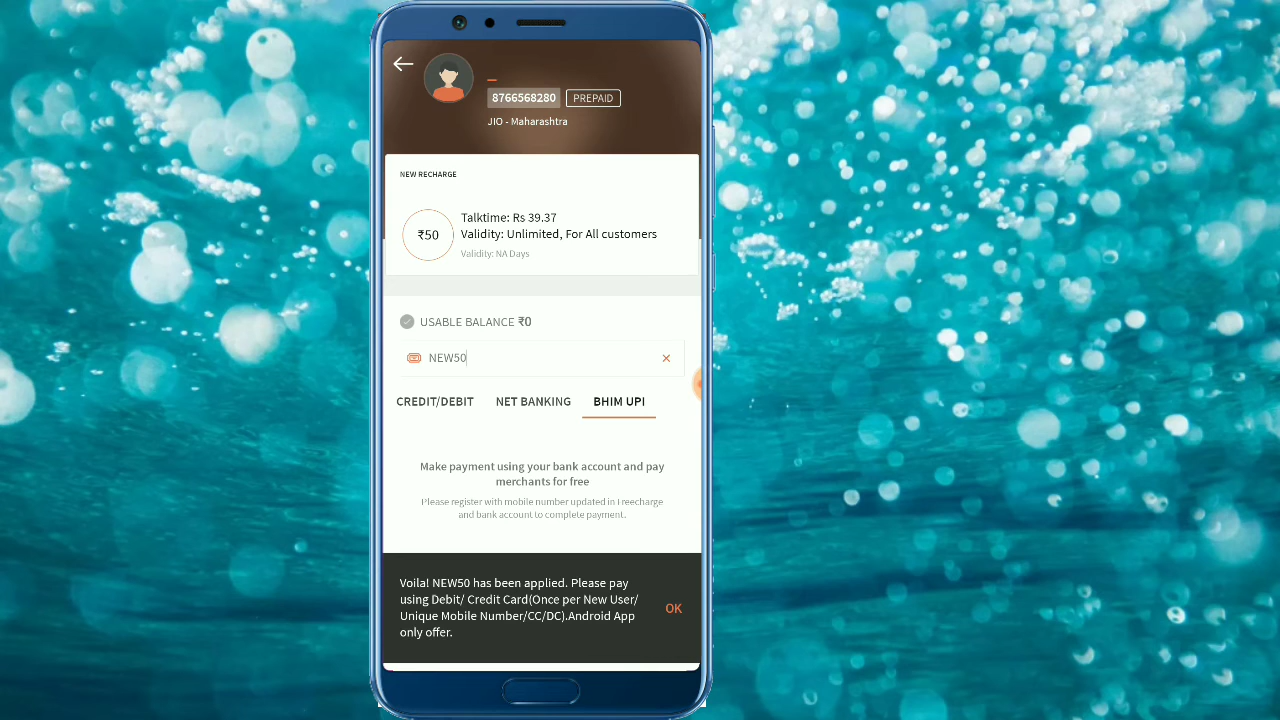 8766568280 PREPAID
JIO - Maharashtra
NEW RECHARGE
₹50
Talktime: Rs 39.37
Validity: Unlimited, For All customers
Validity: NA Days
USABLE BALANCE ₹0
NEW50
CREDIT/DEBIT NET BANKING BHIM UPI
Make payment using your bank account and pay
merchants for free
Please register with mobile number updated in Freecharge
and bank account to complete payment.
Voila! NEW50 has been applied. Please pay
using Debit/ Credit Card(Once per New User/
Unique Mobile Number/CC/DC).Android App
only offer.
OK